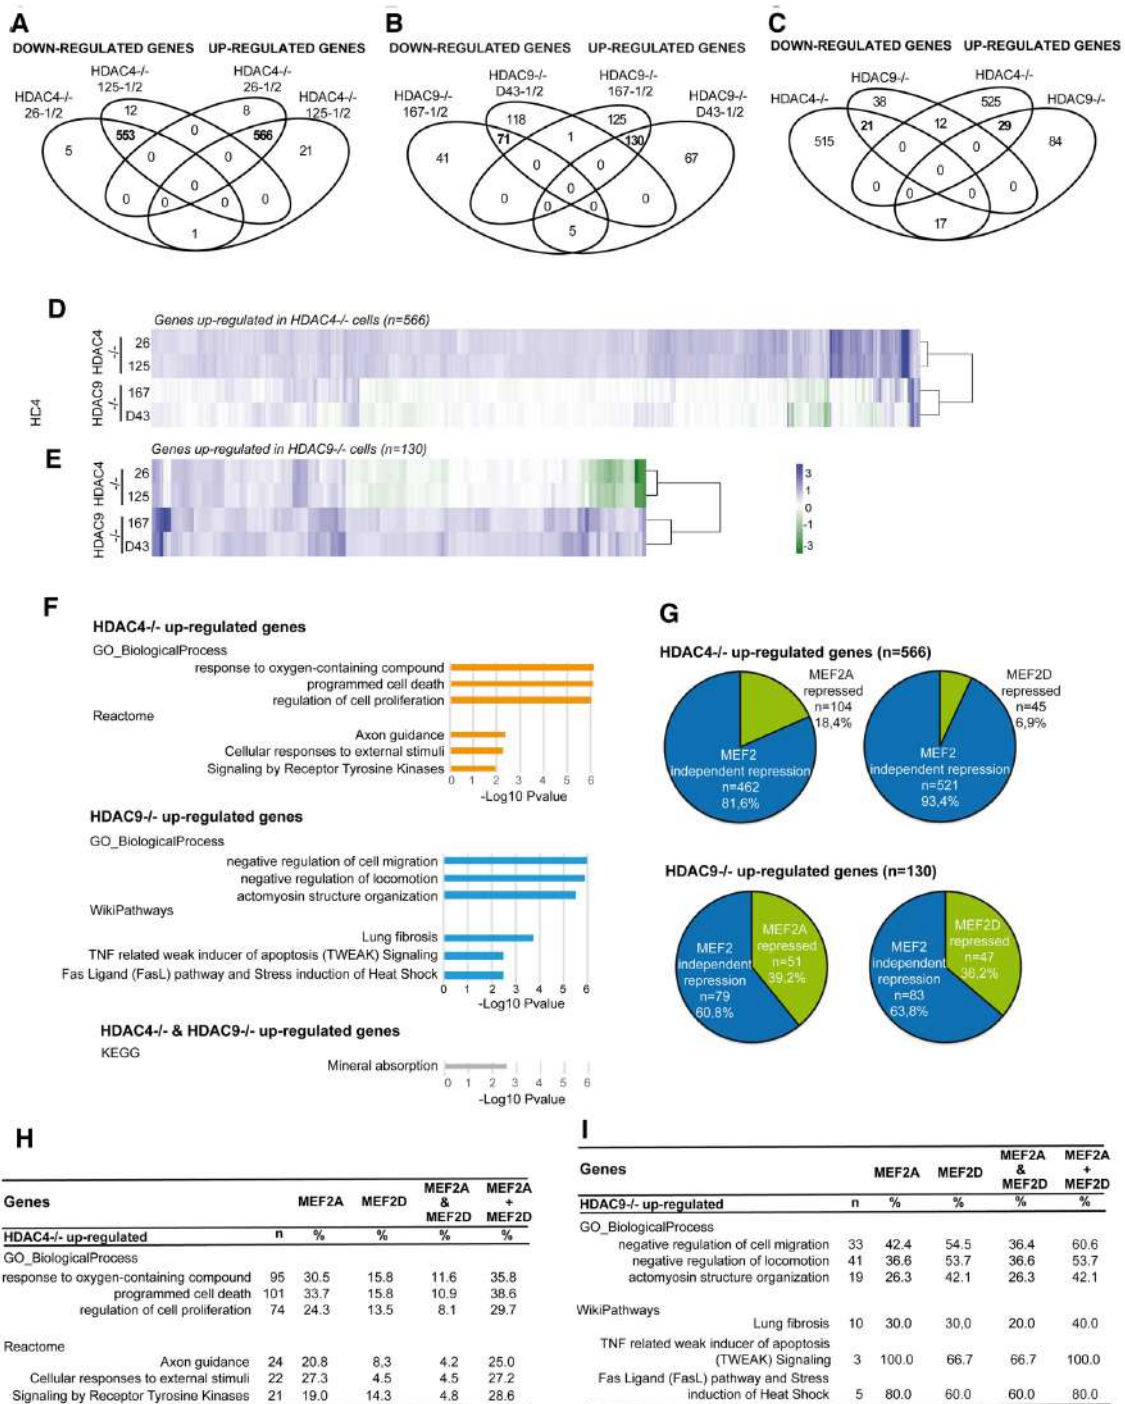 A
DOWN-REGULATED GENES UP-REGULATED GENES
HDAC4-/-
26-1/2
HDAC4-/-
125-1/2
HDAC4-/-
26-1/2
HDAC4-/-
125-1/2
12 0 8
553 566
5 0 0 21
0 0 0 0 0
1
B
DOWN-REGULATED GENES UP-REGULATED GENES
HDAC9-/-
167-1/2
HDAC9-/-
D43-1/2
HDAC9-/-
167-1/2
HDAC9-/-
D43-1/2
118 1 125
71 130
41 0 0 67
0 0 0 0 0
5
C
DOWN-REGULATED GENES UP-REGULATED GENES
HDAC4-/-
HDAC9-/-
HDAC4-/-
HDAC9-/-
38 12 525
21 29
515 0 0 84
0 0 0 0 0
17
D
Genes up-regulated in HDAC4-/- cells (n=566)
HDAC4
-/-
26
125
HDAC9
-/-
167
D43
HC4
E
Genes up-regulated in HDAC9-/- cells (n=130)
HDAC4
-/-
26
125
HDAC9
-/-
167
D43
3
1
0
-1
-3
F
HDAC4-/- up-regulated genes
GO_BiologicalProcess
response to oxygen-containing compound
programmed cell death
regulation of cell proliferation
Reactome
Axon guidance
Cellular responses to external stimuli
Signaling by Receptor Tyrosine Kinases
0 1 2 3 4 5 6
-Log10 Pvalue
HDAC9-/- up-regulated genes
GO_BiologicalProcess
negative regulation of cell migration
negative regulation of locomotion
actomyosin structure organization
WikiPathways
Lung fibrosis
TNF related weak inducer of apoptosis (TWEAK) Signaling
Fas Ligand (FasL) pathway and Stress induction of Heat Shock
0 1 2 3 4 5 6
-Log10 Pvalue
HDAC4-/- & HDAC9-/- up-regulated genes
KEGG
Mineral absorption
0 1 2 3 4 5 6
-Log10 Pvalue
G
HDAC4-/- up-regulated genes (n=566)
MEF2A
repressed
n=104
18,4%
MEF2
independent repression
n=462
81,6%
MEF2D
repressed
n=45
6,9%
MEF2
independent repression
n=521
93,4%
HDAC9-/- up-regulated genes (n=130)
MEF2A
repressed
n=51
39,2%
MEF2
independent
repression
n=79
60,8%
MEF2D
repressed
n=47
36,2%
MEF2
independent
repression
n=83
63,8%
H
Genes MEF2A MEF2D MEF2A & MEF2D MEF2A + MEF2D
HDAC4-/- up-regulated n % % % %
GO_BiologicalProcess
response to oxygen-containing compound 95 30.5 15.8 11.6 35.8
programmed cell death 101 33.7 15.8 10.9 38.6
regulation of cell proliferation 74 24.3 13.5 8.1 29.7
Reactome
Axon guidance 24 20.8 8,3 4.2 25.0
Cellular responses to external stimuli 22 27.3 4.5 4.5 27.2
Signaling by Receptor Tyrosine Kinases 21 19.0 14.3 4.8 28.6
I
Genes MEF2A MEF2D MEF2A & MEF2D MEF2A + MEF2D
HDAC9-/- up-regulated n % % % %
GO_BiologicalProcess
negative regulation of cell migration 33 42.4 54.5 36.4 60.6
negative regulation of locomotion 41 36.6 53.7 36.6 53.7
actomyosin structure organization 19 26.3 42.1 26.3 42.1
WikiPathways
Lung fibrosis 10 30.0 30,0 20.0 40.0
TNF related weak inducer of apoptosis
(TWEAK) Signaling 3 100.0 66.7 66.7 100.0
Fas Ligand (FasL) pathway and Stress
induction of Heat Shock 5 80.0 60.0 60.0 80.0